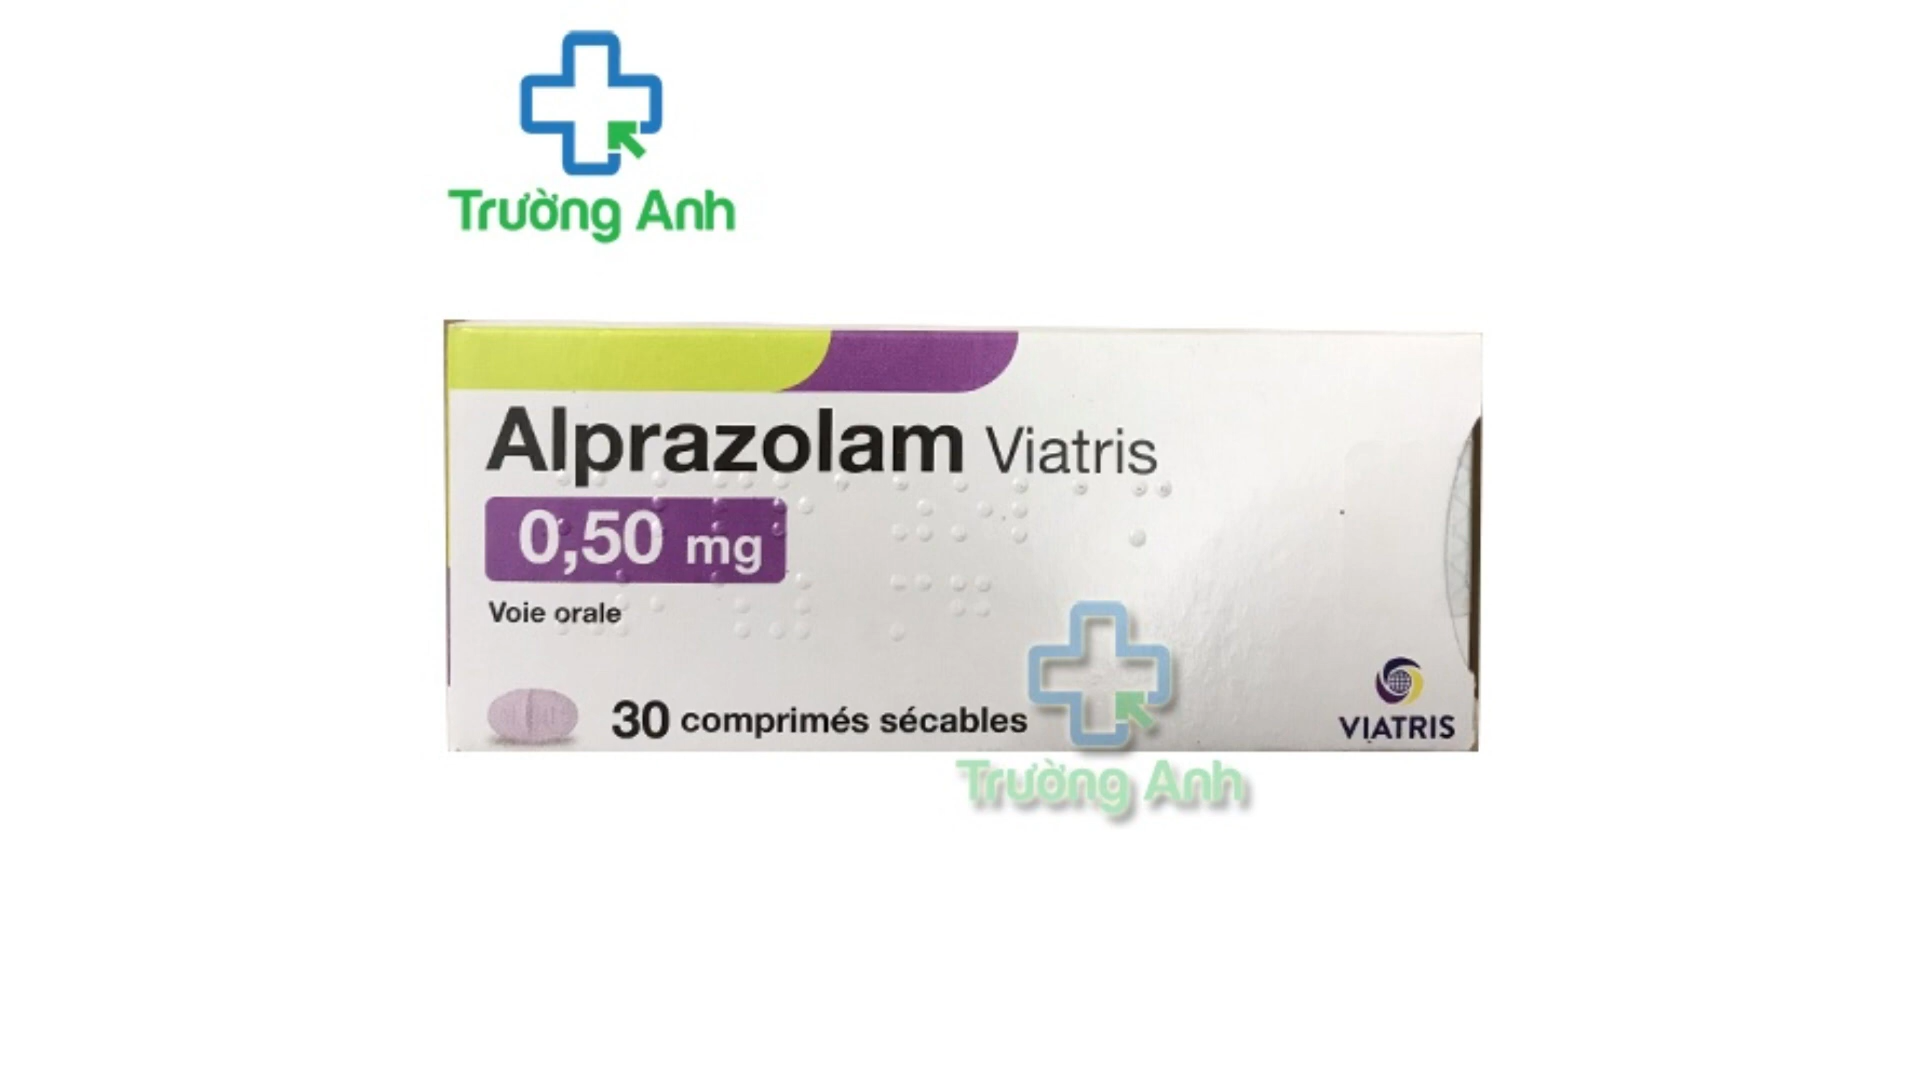 Trường Anh
Alprazolam Viatris
0,50 mg
Voie orale
30 comprimés sécables
VIATRIS
Trường Anh